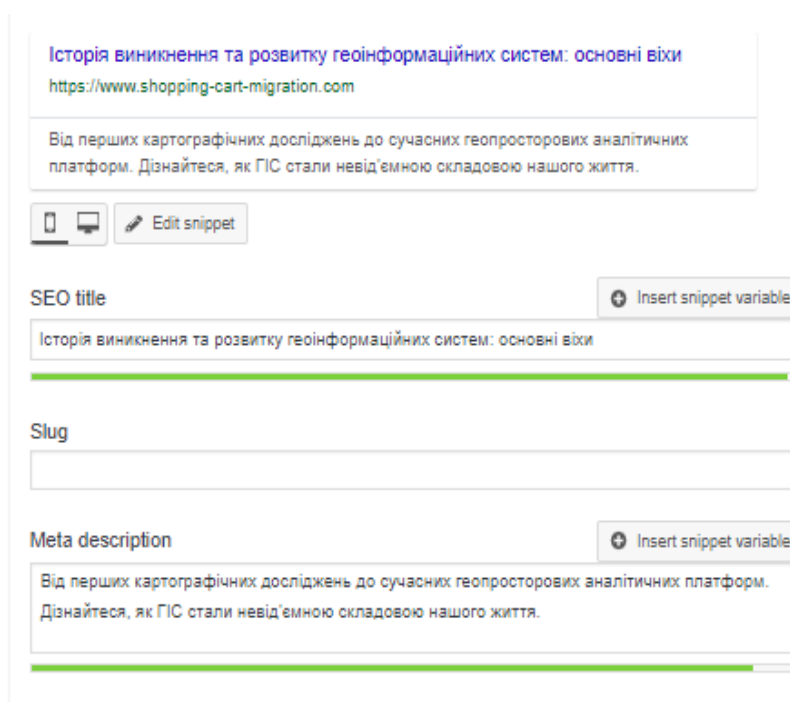 Історія виникнення та розвитку геоінформаційних систем: основні віхи
https://www.shopping-cart-migration.com
Від перших картографічних досліджень до сучасних геопросторових аналітичних
платформ. Дізнайтеся, як ГІС стали невід'ємною складовою нашого життя.
Edit snippet
SEO title
Insert snippet variable
Історія виникнення та розвитку геоінформаційних систем: основні віхи
Slug
Meta description
Insert snippet variable
Від перших картографічних досліджень до сучасних геопросторових аналітичних платформ.
Дізнайтеся, як ГІС стали невід'ємною складовою нашого життя.